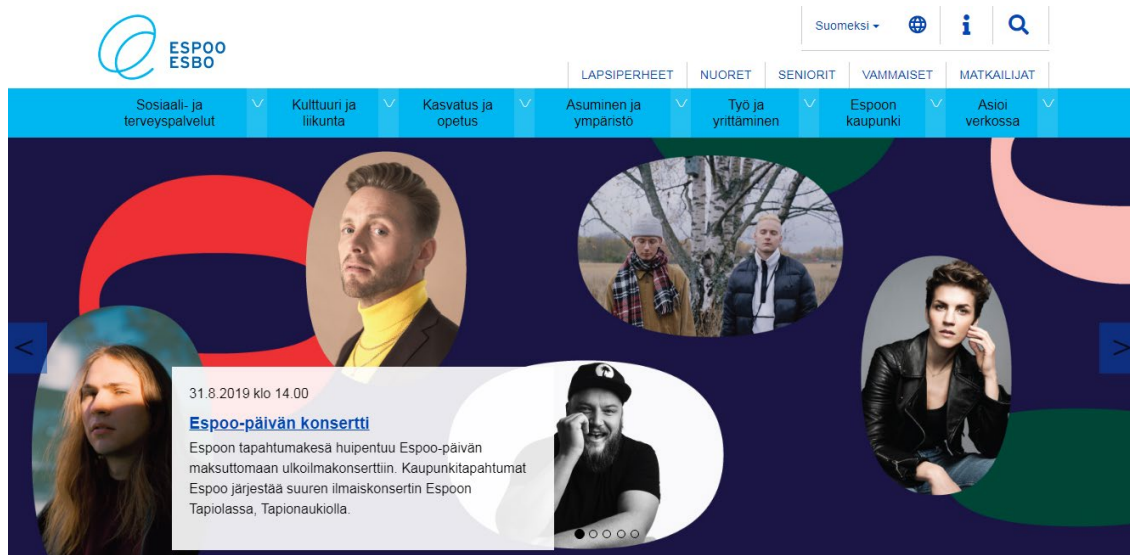 ESPOO
ESBO
Suomeksi
LAPSIPERHEET NUORET SENIORIT VAMMAISET MATKAILIJAT
Sosiaali- ja terveyspalvelut
Kulttuuri ja liikunta
Kasvatus ja opetus
Asuminen ja ympäristö
Työ ja yrittäminen
Espoon kaupunki
Asioi verkossa
31.8.2019 klo 14.00
Espoo-päivän konsertti
Espoon tapahtumakesä huipentuu Espoo-päivän
maksuttomaan ulkoilmakonserttiin. Kaupunkitapahtumat
Espoo järjestää suuren ilmaiskonsertin Espoon
Tapiolassa, Tapionaukiolla.